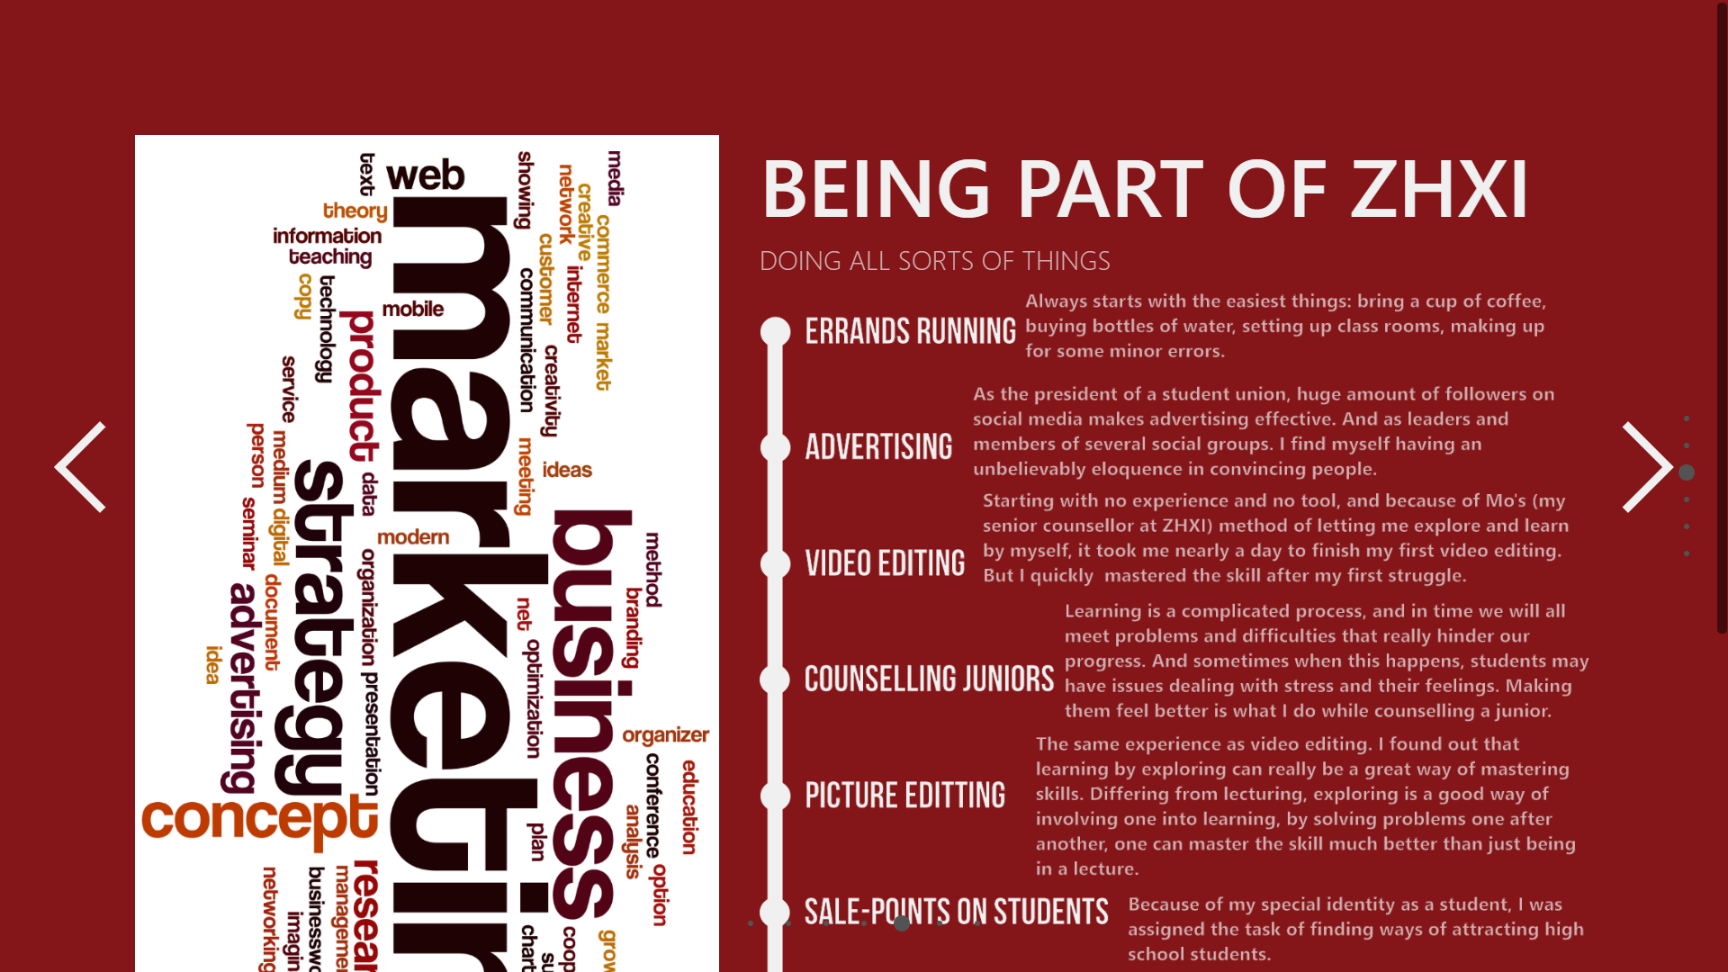 BEING PART OF ZHXI
DOING ALL SORTS OF THINGS
ERRANDS RUNNING
Always starts with the easiest things: bring a cup of coffee,
buying bottles of water, setting up class rooms, making up
for some minor errors.
ADVERTISING
As the president of a student union, huge amount of followers on
social media makes advertising effective. And as leaders and
members of several social groups. I find myself having an
unbelievably eloquence in convincing people.
VIDEO EDITING
Starting with no experience and no tool, and because of Mo's (my
senior counsellor at ZHXI) method of letting me explore and learn
by myself, it took me nearly a day to finish my first video editing.
But I quickly mastered the skill after my first struggle.
COUNSELLING JUNIORS
Learning is a complicated process, and in time we will all
meet problems and difficulties that really hinder our
progress. And sometimes when this happens, students may
have issues dealing with stress and their feelings. Making
them feel better is what I do while counselling a junior.
PICTURE EDITTING
The same experience as video editing. I found out that
learning by exploring can really be a great way of mastering
skills. Differing from lecturing, exploring is a good way of
involving one into learning, by solving problems one after
another, one can master the skill much better than just being
in a lecture.
SALE-POINTS ON STUDENTS
Because of my special identity as a student, I was
assigned the task of finding ways of attracting high
school students.
text
web
showing
media
network
creative
theory
information
teaching
commerce
customer
internet
communication
copy
technology
mobile
product
market
creativity
service
person
medium
meeting
ideas
strategy
data
seminar
digital
modern
business
method
organization
document
advertising
net
branding
optimization
idea
presentation
organizer
conference
education
concept
plan
analysis
option
networking